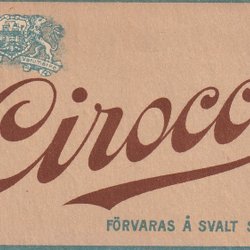 Ciroco
FÖRVARAS Å SVALT S